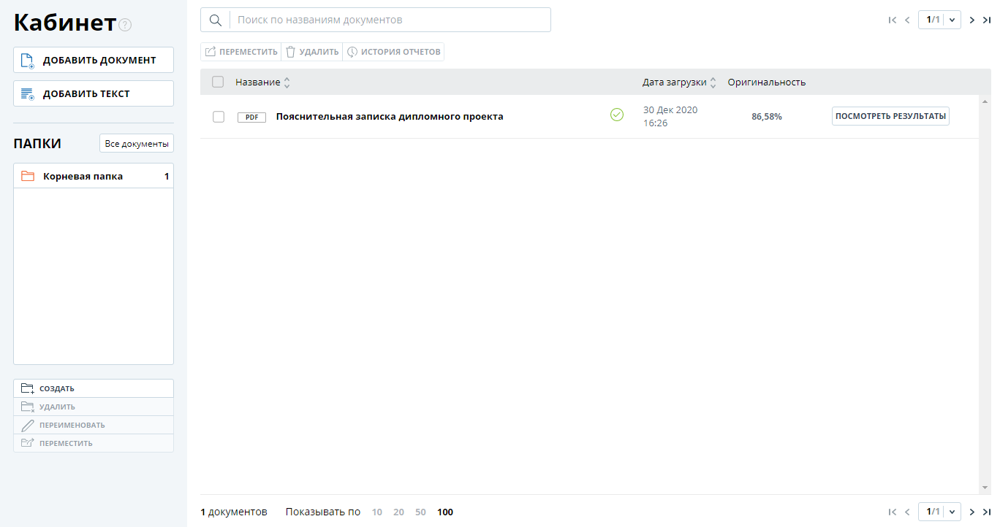 Кабинет ?
ДОБАВИТЬ ДОКУМЕНТ
ДОБАВИТЬ ТЕКСТ
ПАПКИ Все документы
Корневая папка 1
СОЗДАТЬ
УДАЛИТЬ
ПЕРЕИМЕНОВАТЬ
ПЕРЕМЕСТИТЬ
Поиск по названиям документов 1/1
ПЕРЕМЕСТИТЬ УДАЛИТЬ ИСТОРИЯ ОТЧЕТОВ
Название Дата загрузки Оригинальность
PDF Пояснительная записка дипломного проекта 30 Дек 2020 86,58% ПОСМОТРЕТЬ РЕЗУЛЬТАТЫ
16:26
1 документов Показывать по 10 20 50 100 1/1